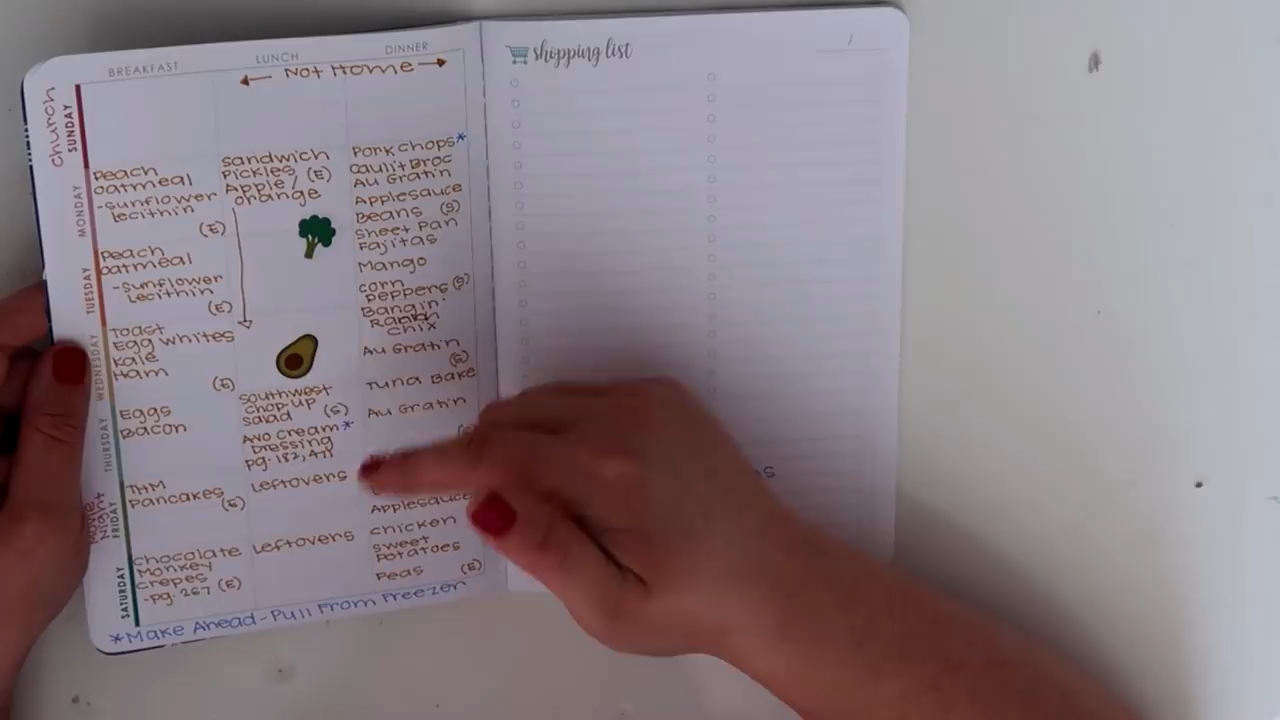 BREAKFAST LUNCH DINNER
← Not Home →
church
SUNDAY
MONDAY
Peach
oatmeal
-sunflower
lecithin
(E)
sandwich
Pickles
Apple/ (E)
orange
Pork chops*
Cauli+Broc
Au Gratin
Applesauce
Beans (S)
TUESDAY
Peach
oatmeal
-sunflower
lecithin
(E)
sheet Pan
Fajitas
Mango
corn
peppers (S)
WEDNESDAY
Toast
Egg whites
Kale
Ham
(E)
Bangin'
Ranch
chix
Au Gratin
(E)
THURSDAY
Eggs
Bacon
southwest
chop up
salad (S)
Avo cream*
Dressing
pg. 182, 411
Tuna Bake
Au Gratin
Movie
Night
FRIDAY
THM
Pancakes
(E)
Leftovers
Applesauce
SATURDAY
chocolate
Monkey
crepes
-pg. 267 (E)
Leftovers
chicken
sweet
Potatoes
Peas (E)
*Make Ahead-Pull From Freezer
shopping list
/